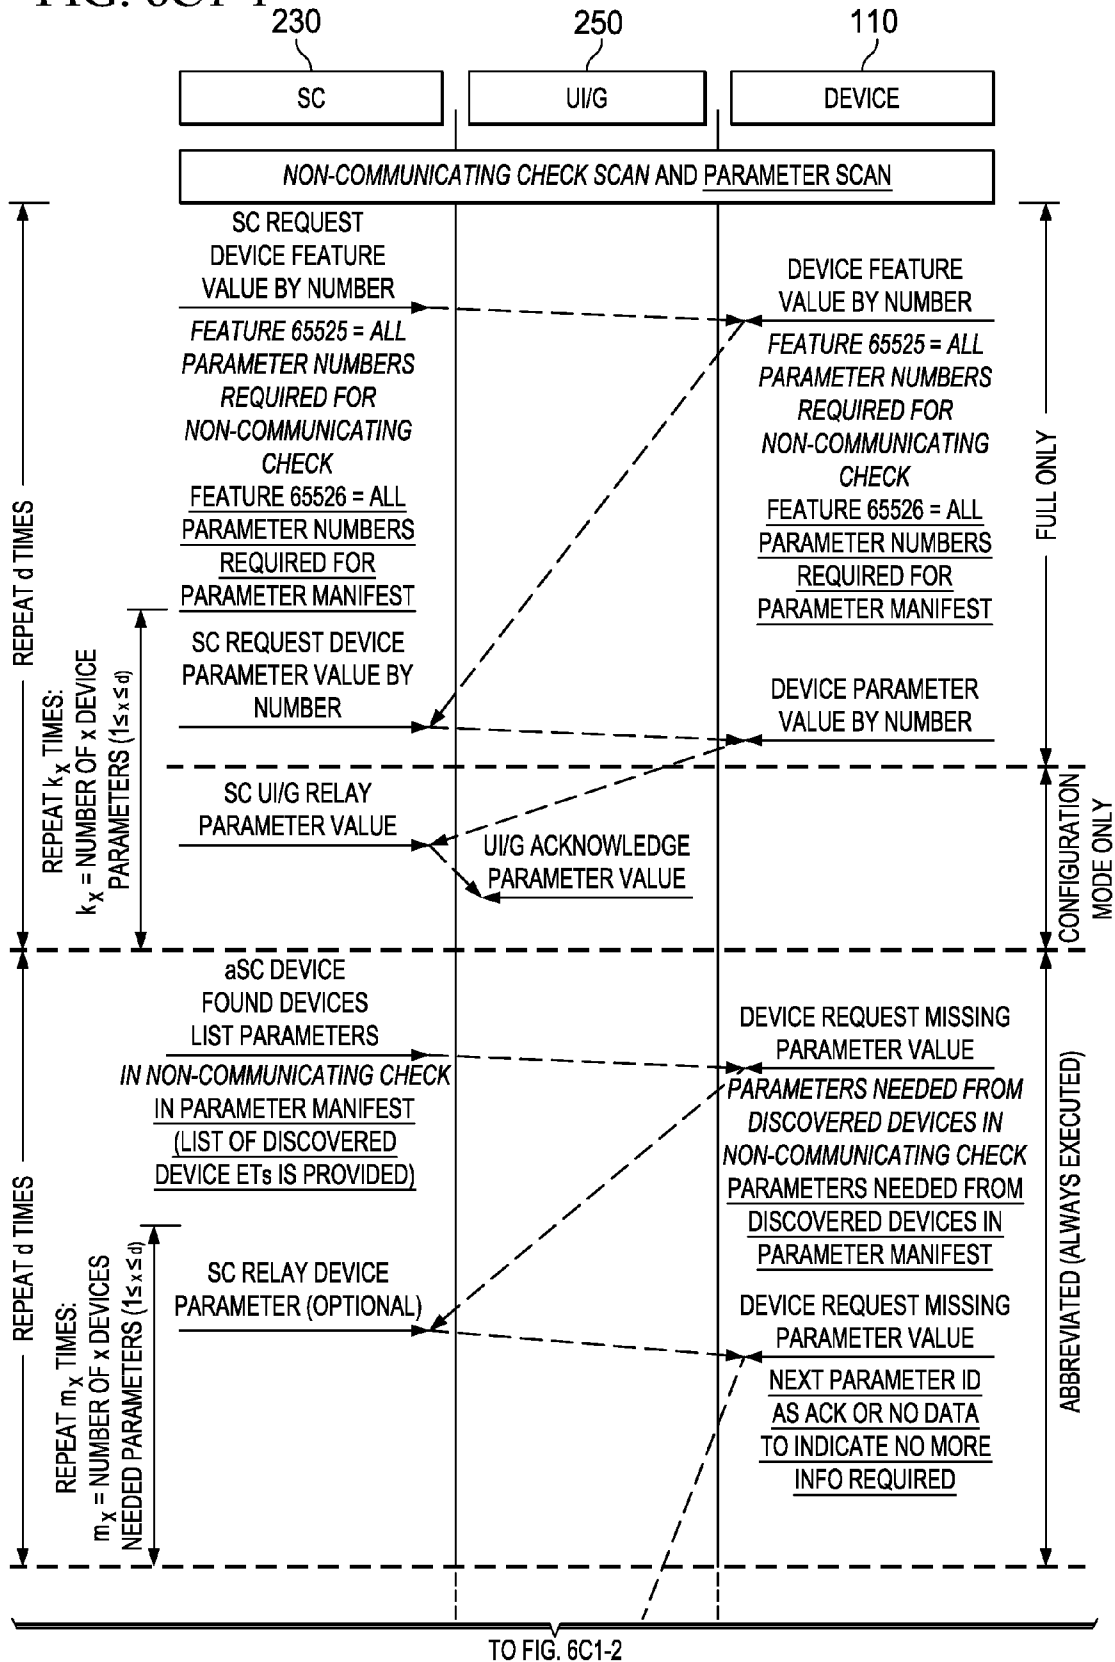 FIG. 6C1-1
230
250
110
SC
UI/G
DEVICE
NON-COMMUNICATING CHECK SCAN AND PARAMETER SCAN
SC REQUEST
DEVICE FEATURE
VALUE BY NUMBER
FEATURE 65525 = ALL
PARAMETER NUMBERS
REQUIRED FOR
NON-COMMUNICATING
CHECK
FEATURE 65526 = ALL
PARAMETER NUMBERS
REQUIRED FOR
PARAMETER MANIFEST
DEVICE FEATURE
VALUE BY NUMBER
FEATURE 65525 = ALL
PARAMETER NUMBERS
REQUIRED FOR
NON-COMMUNICATING
CHECK
FEATURE 65526 = ALL
PARAMETER NUMBERS
REQUIRED FOR
PARAMETER MANIFEST
REPEAT d TIMES
FULL ONLY
SC REQUEST DEVICE
PARAMETER VALUE BY
NUMBER
DEVICE PARAMETER
VALUE BY NUMBER
REPEAT kx TIMES:
kx = NUMBER OF x DEVICE
PARAMETERS (1≤x≤d)
SC UI/G RELAY
PARAMETER VALUE
UI/G ACKNOWLEDGE
PARAMETER VALUE
CONFIGURATION
MODE ONLY
aSC DEVICE
FOUND DEVICES
LIST PARAMETERS
IN NON-COMMUNICATING CHECK
IN PARAMETER MANIFEST
(LIST OF DISCOVERED
DEVICE ETs IS PROVIDED)
DEVICE REQUEST MISSING
PARAMETER VALUE
PARAMETERS NEEDED FROM
DISCOVERED DEVICES IN
NON-COMMUNICATING CHECK
PARAMETERS NEEDED FROM
DISCOVERED DEVICES IN
PARAMETER MANIFEST
REPEAT d TIMES
ABBREVIATED (ALWAYS EXECUTED)
REPEAT mx TIMES:
mx = NUMBER OF x DEVICES
NEEDED PARAMETERS (1≤x≤d)
SC RELAY DEVICE
PARAMETER (OPTIONAL)
DEVICE REQUEST MISSING
PARAMETER VALUE
NEXT PARAMETER ID
AS ACK OR NO DATA
TO INDICATE NO MORE
INFO REQUIRED
TO FIG. 6C1-2